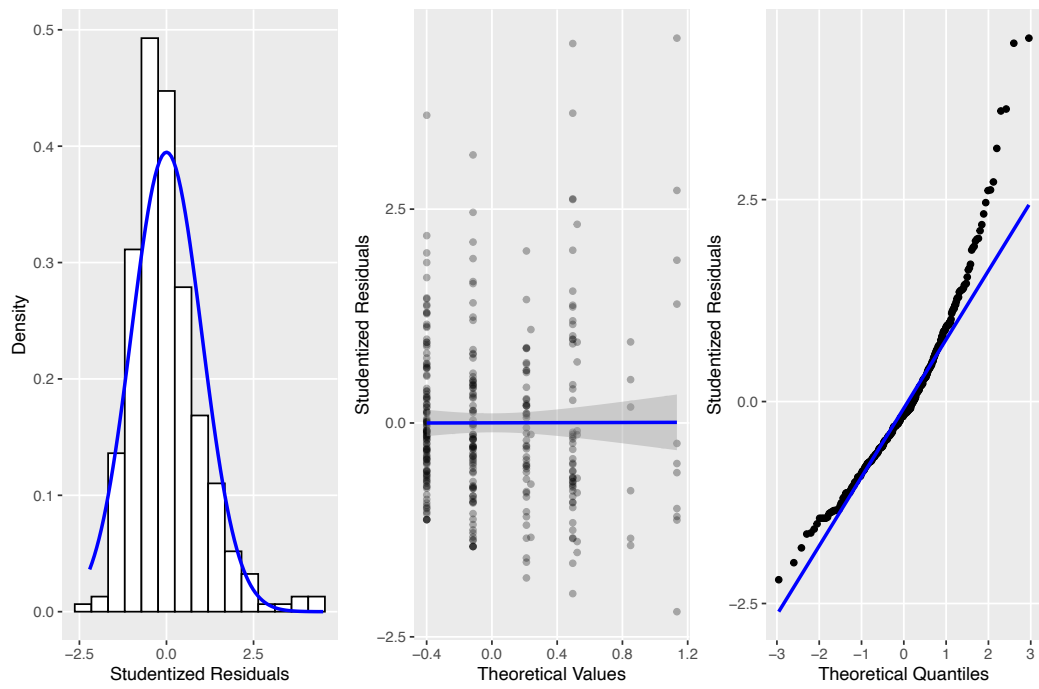 0.5
0.4
0.3
0.2
0.1
0.0
Density
−2.5 0.0 2.5
Studentized Residuals
2.5
0.0
−2.5
Studentized Residuals
−0.4 0.0 0.4 0.8 1.2
Theoretical Values
2.5
0.0
−2.5
Studentized Residuals
−3 −2 −1 0 1 2 3
Theoretical Quantiles